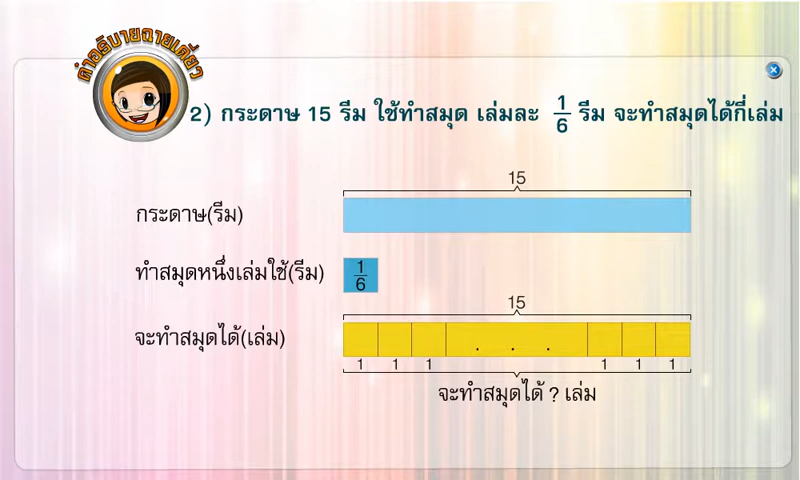 คำอธิบายฉายเดี่ยว
2) กระดาษ 15 รีม ใช้ทำสมุด เล่มละ 1/6 รีม จะทำสมุดได้กี่เล่ม
15
กระดาษ(รีม)
ทำสมุดหนึ่งเล่มใช้(รีม) 1/6
15
จะทำสมุดได้(เล่ม) . . .
1 1 1 1 1 1
จะทำสมุดได้ ? เล่ม